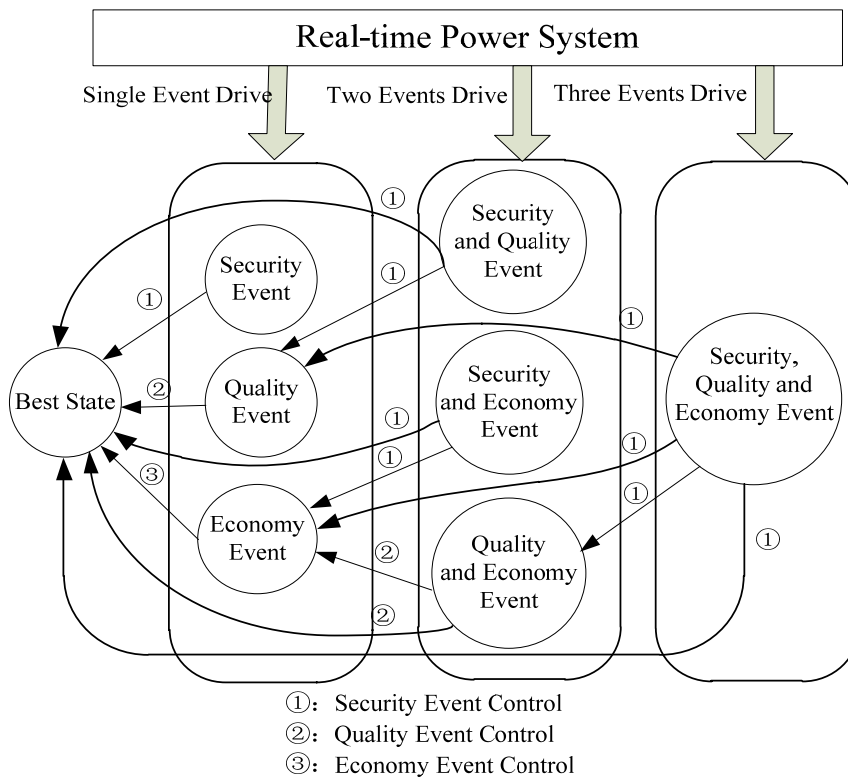 Real-time Power System
Single Event Drive
Two Events Drive
Three Events Drive
①
Security
and Quality
Event
Security
Event
①
①
①
Security,
Quality and
Economy Event
Best State
②
Quality
Event
Security
and Economy
Event
①
①
①
③
①
Economy
Event
②
Quality
and Economy
Event
①
②
①: Security Event Control
②: Quality Event Control
③: Economy Event Control